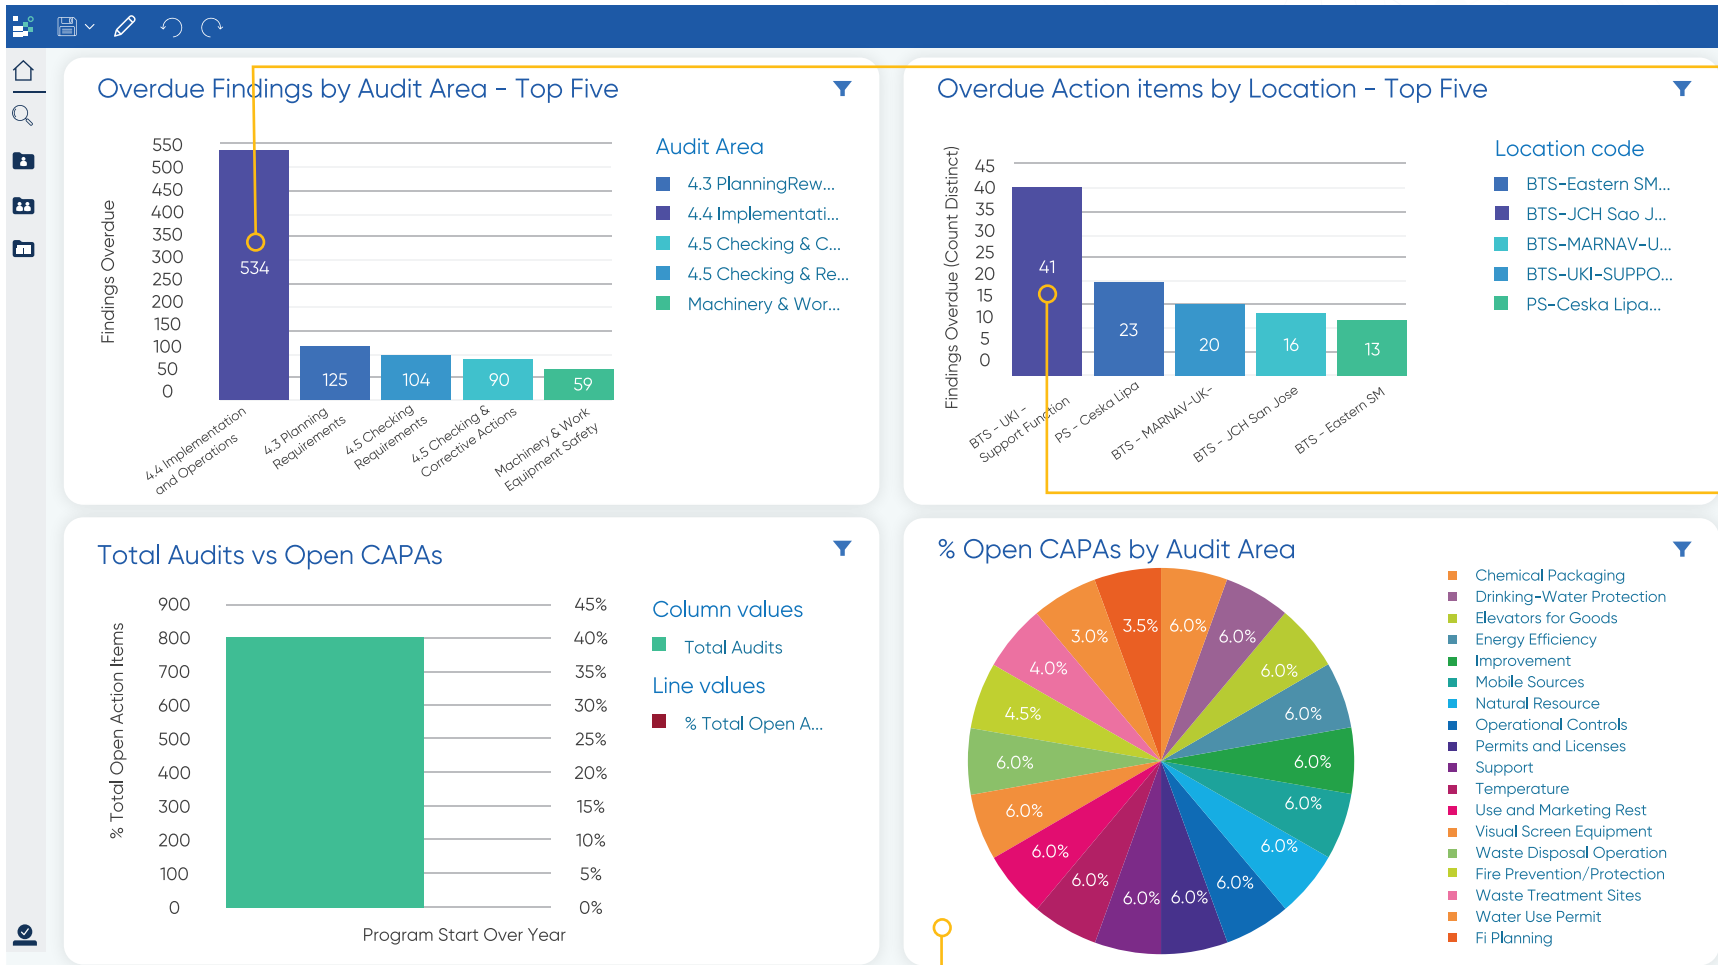 Overdue Findings by Audit Area - Top Five
Findings Overdue
550
500
450
400
350
300
250
200
150
100
50
0
534
125
104
90
59
4.4 Implementation
and Operations
4.3 Planning
Requirements
4.5 Checking
Requirements
4.5 Checking &
Corrective Actions
Machinery & Work
Equipment Safety
Audit Area
4.3 PlanningRew...
4.4 Implementati...
4.5 Checking & C...
4.5 Checking & Re...
Machinery & Wor...
Overdue Action items by Location - Top Five
Findings Overdue (Count Distinct)
45
40
35
30
25
20
15
10
5
0
41
23
20
16
13
BTS - UKI -
Support Function
PS - Ceska Lipa
BTS - MARNAV-UK-
BTS - JCH San Jose
BTS - Eastern SM
Location code
BTS-Eastern SM...
BTS-JCH Sao J...
BTS-MARNAV-U...
BTS-UKI-SUPPO...
PS-Ceska Lipa...
Total Audits vs Open CAPAs
% Total Open Action Items
900
800
700
600
500
400
300
200
100
0
45%
40%
35%
30%
25%
20%
15%
10%
5%
0%
Program Start Over Year
Column values
Total Audits
Line values
% Total Open A...
% Open CAPAs by Audit Area
6.0%
6.0%
6.0%
6.0%
6.0%
6.0%
6.0%
6.0%
6.0%
6.0%
6.0%
6.0%
6.0%
6.0%
4.5%
4.0%
3.0%
3.5%
Chemical Packaging
Drinking-Water Protection
Elevators for Goods
Energy Efficiency
Improvement
Mobile Sources
Natural Resource
Operational Controls
Permits and Licenses
Support
Temperature
Use and Marketing Rest
Visual Screen Equipment
Waste Disposal Operation
Fire Prevention/Protection
Waste Treatment Sites
Water Use Permit
Fi Planning